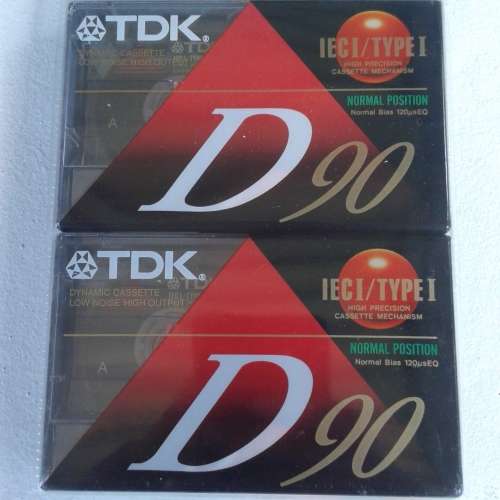 TDK®
DYNAMIC CASSETTE
LOW NOISE HIGH OUTPUT
A
IECI/TYPE I
HIGH PRECISION
CASSETTE MECHANISM
NORMAL POSITION
Normal Bias 120µsEQ
D90
TDK®
DYNAMIC CASSETTE
LOW NOISE HIGH OUTPUT
A
IECI/TYPE I
HIGH PRECISION
CASSETTE MECHANISM
NORMAL POSITION
Normal Bias 120µsEQ
D90